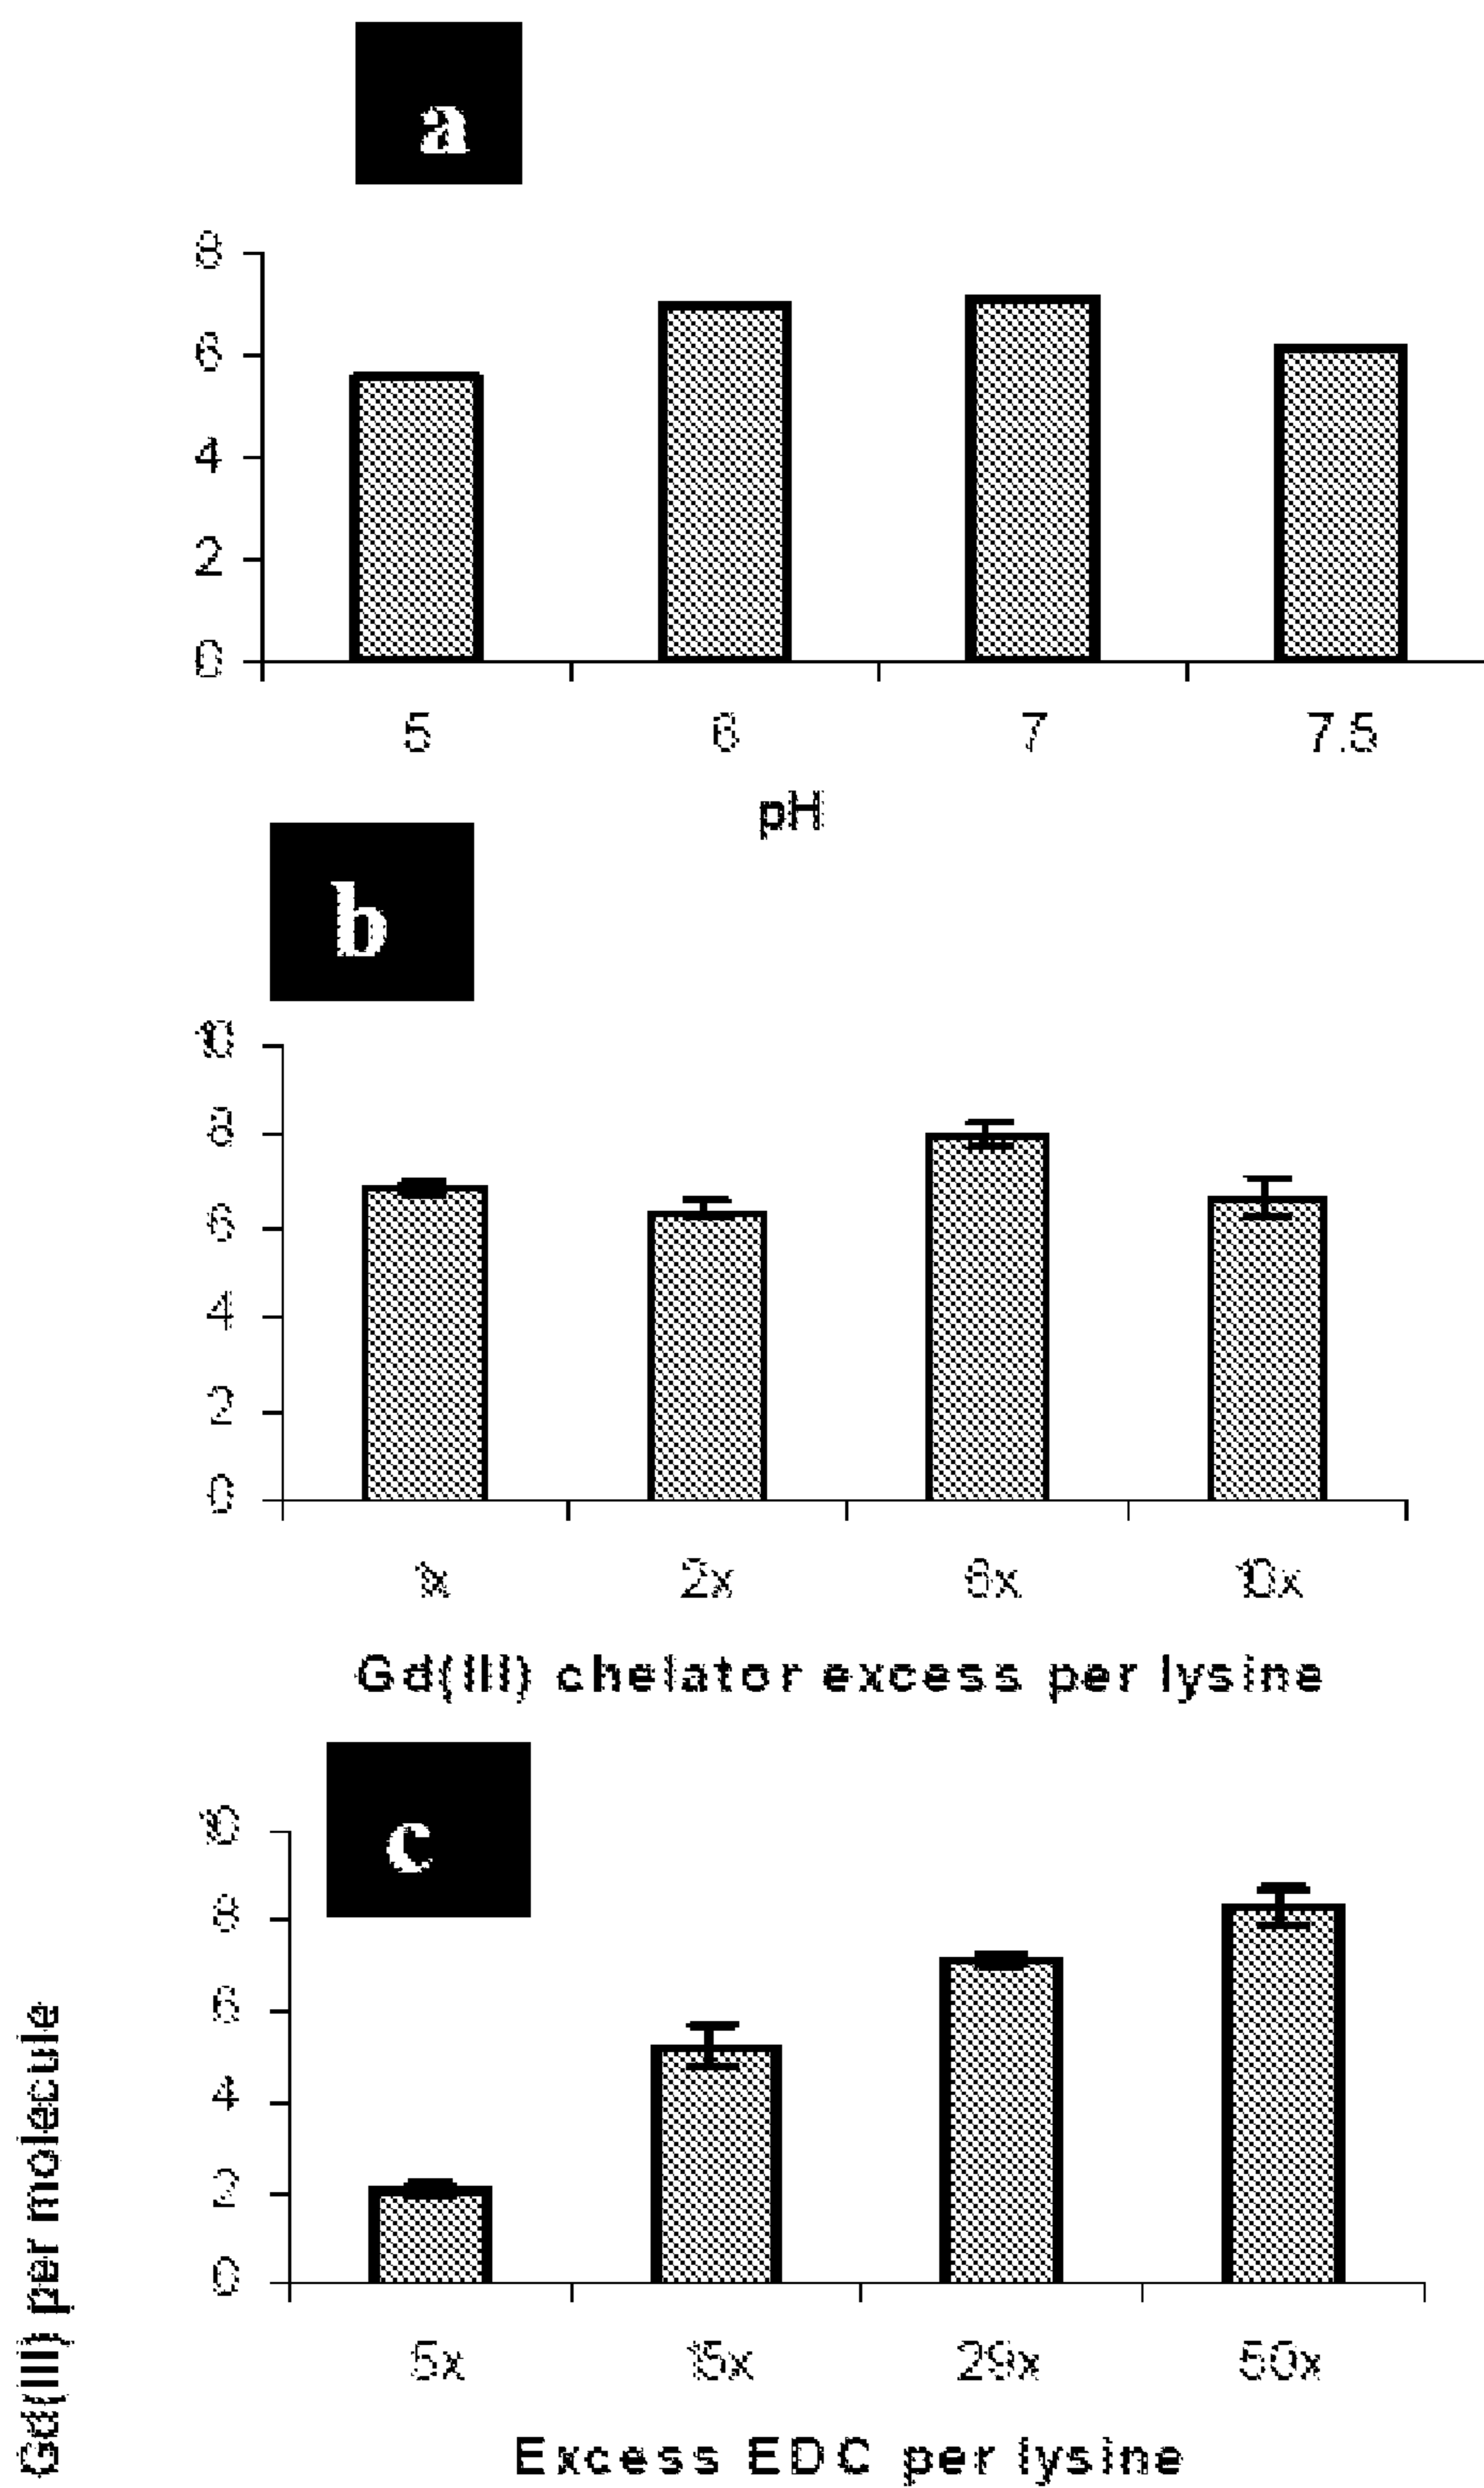 a
8
6
4
2
0
5 6 7 7.5
pH
b
10
8
6
4
2
0
1x 2x 6x 10x
Gd(III) chelator excess per lysine
c
10
8
6
4
2
0
5x 15x 29x 50x
Excess EDC per lysine
Gd(III) per molecule